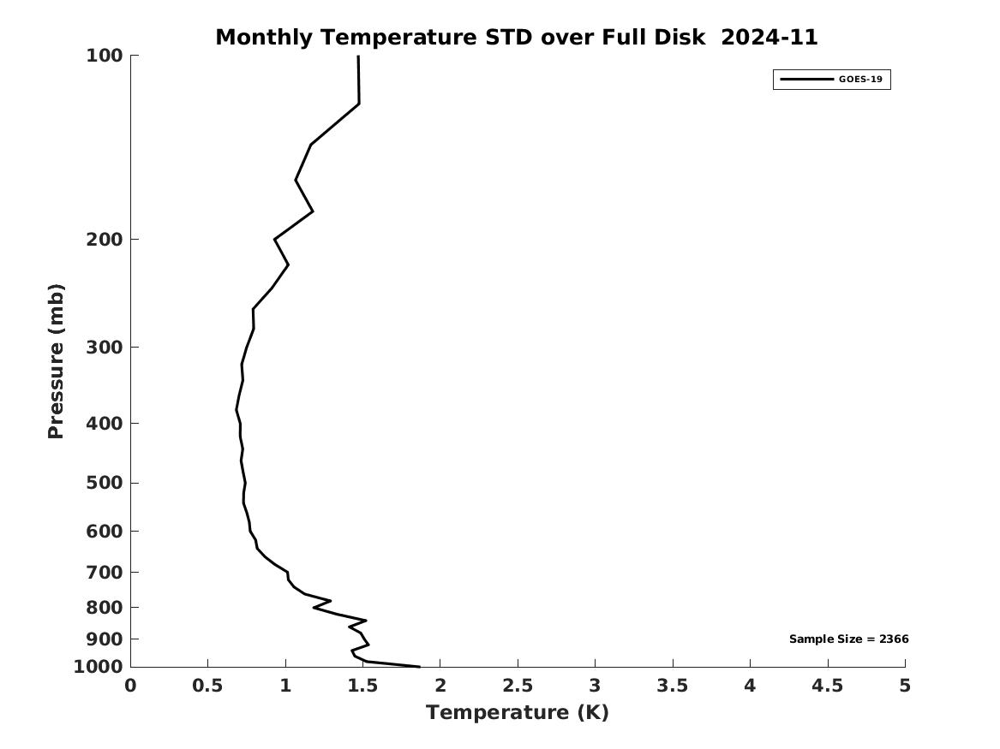 Monthly Temperature STD over Full Disk  2024-11
GOES-19
100
200
300
400
500
600
700
800
900
1000
Pressure (mb)
Sample Size = 2366
0 0.5 1 1.5 2 2.5 3 3.5 4 4.5 5
Temperature (K)